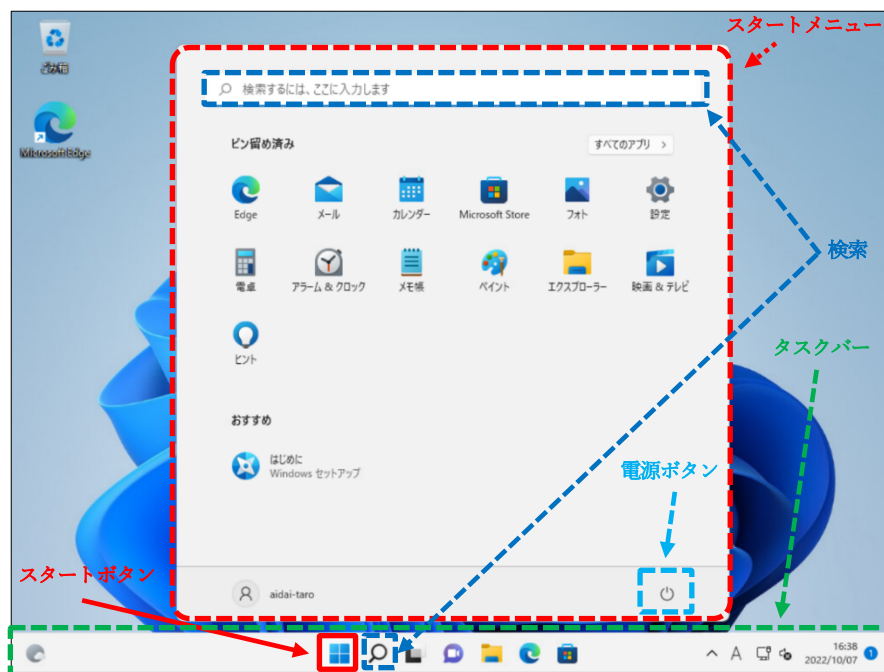 スタートメニュー
ごみ箱
Microsoft Edge
検索するには、ここに入力します
ピン留め済み
すべてのアプリ
Edge
メール
カレンダー
Microsoft Store
フォト
設定
検索
電卓
アラーム & クロック
メモ帳
ペイント
エクスプローラー
映画 & テレビ
タスクバー
ヒント
おすすめ
はじめに
Windows セットアップ
電源ボタン
スタートボタン
aidai-taro
A
16:38
2022/10/07
1